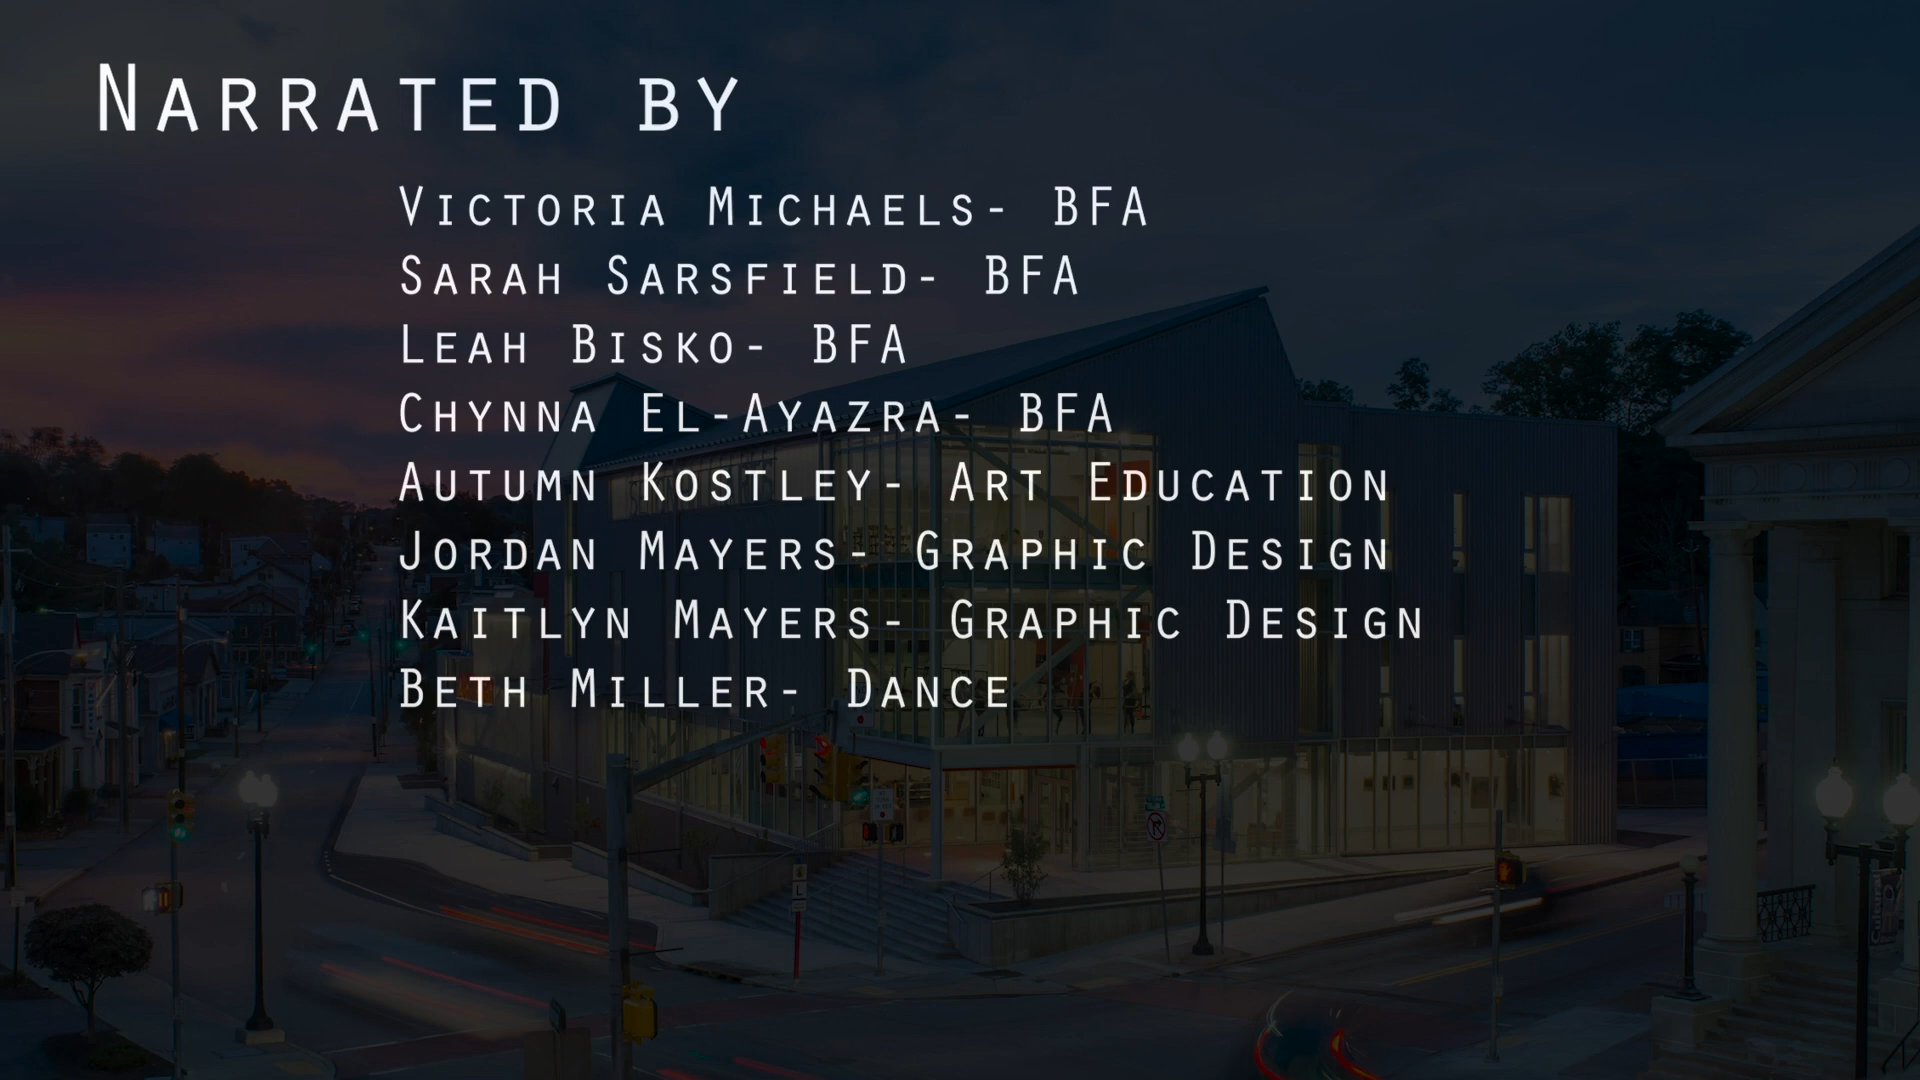 Narrated by
Victoria Michaels- BFA
Sarah Sarsfield- BFA
Leah Bisko- BFA
Chynna El-Ayazra- BFA
Autumn Kostley- Art Education
Jordan Mayers- Graphic Design
Kaitlyn Mayers- Graphic Design
Beth Miller- Dance